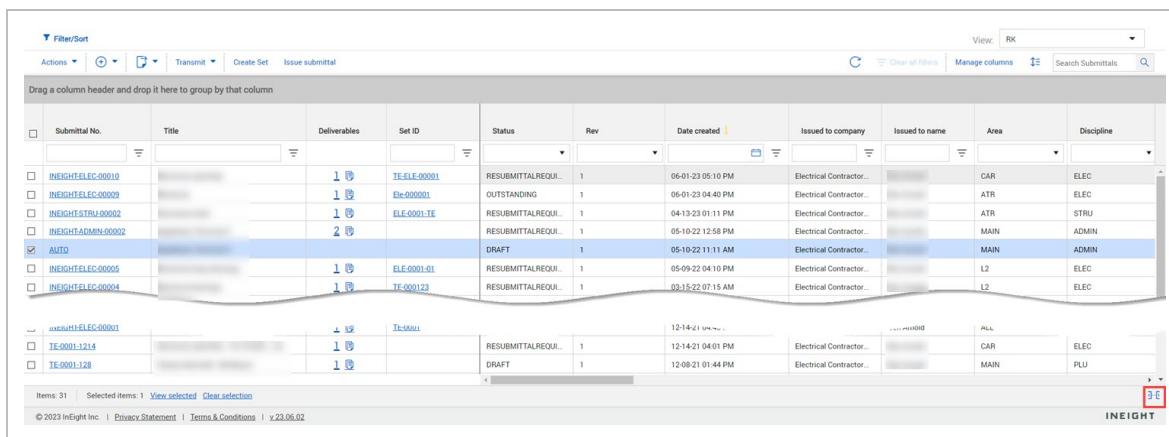 Filter/Sort View: RK
Actions Transmit Create Set Issue submittal Clear all filters Manage columns Search Submittals
Drag a column header and drop it here to group by that column
Submittal No. Title Deliverables Set ID Status Rev Date created Issued to company Issued to name Area Discipline
INEIGHT-ELEC-00010 1 TE-ELE-00001 RESUBMITTALREQUI... 1 06-01-23 05:10 PM Electrical Contractor... CAR ELEC
INEIGHT-ELEC-00009 1 Ele-000001 OUTSTANDING 1 06-01-23 04:40 PM Electrical Contractor... ATR ELEC
INEIGHT-STRU-00002 1 ELE-0001-TE RESUBMITTALREQUI... 1 04-13-23 01:11 PM Electrical Contractor... ATR STRU
INEIGHT-ADMIN-00002 2 RESUBMITTALREQUI... 1 05-10-22 12:58 PM Electrical Contractor... MAIN ADMIN
AUTO DRAFT 1 05-10-22 11:11 AM Electrical Contractor... MAIN ADMIN
INEIGHT-ELEC-00005 1 ELE-0001-01 RESUBMITTALREQUI... 1 05-09-22 04:10 PM Electrical Contractor... L2 ELEC
INEIGHT-ELEC-00004 1 TE-000123 RESUBMITTALREQUI... 1 03-15-22 07:15 AM Electrical Contractor... L2 ELEC
INEIGHT-ELEC-00001 1 TE-0001 12-14-21 Arnold ALL
TE-0001-1214 1 RESUBMITTALREQUI... 1 12-14-21 04:01 PM Electrical Contractor... CAR ELEC
TE-0001-128 1 DRAFT 1 12-08-21 01:44 PM Electrical Contractor... MAIN PLU
Items: 31 Selected items: 1 View selected Clear selection
© 2023 InEight Inc. | Privacy Statement | Terms & Conditions | v 23.06.02 INEIGHT